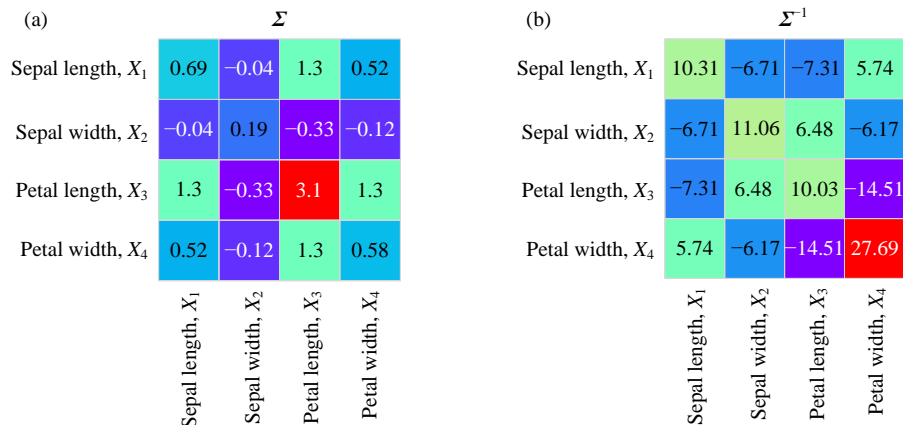 (a) Σ
Sepal length, X1 0.69 −0.04 1.3 0.52
Sepal width, X2 −0.04 0.19 −0.33 −0.12
Petal length, X3 1.3 −0.33 3.1 1.3
Petal width, X4 0.52 −0.12 1.3 0.58
Sepal length, X1
Sepal width, X2
Petal length, X3
Petal width, X4
(b) Σ−1
Sepal length, X1 10.31 −6.71 −7.31 5.74
Sepal width, X2 −6.71 11.06 6.48 −6.17
Petal length, X3 −7.31 6.48 10.03 −14.51
Petal width, X4 5.74 −6.17 −14.51 27.69
Sepal length, X1
Sepal width, X2
Petal length, X3
Petal width, X4